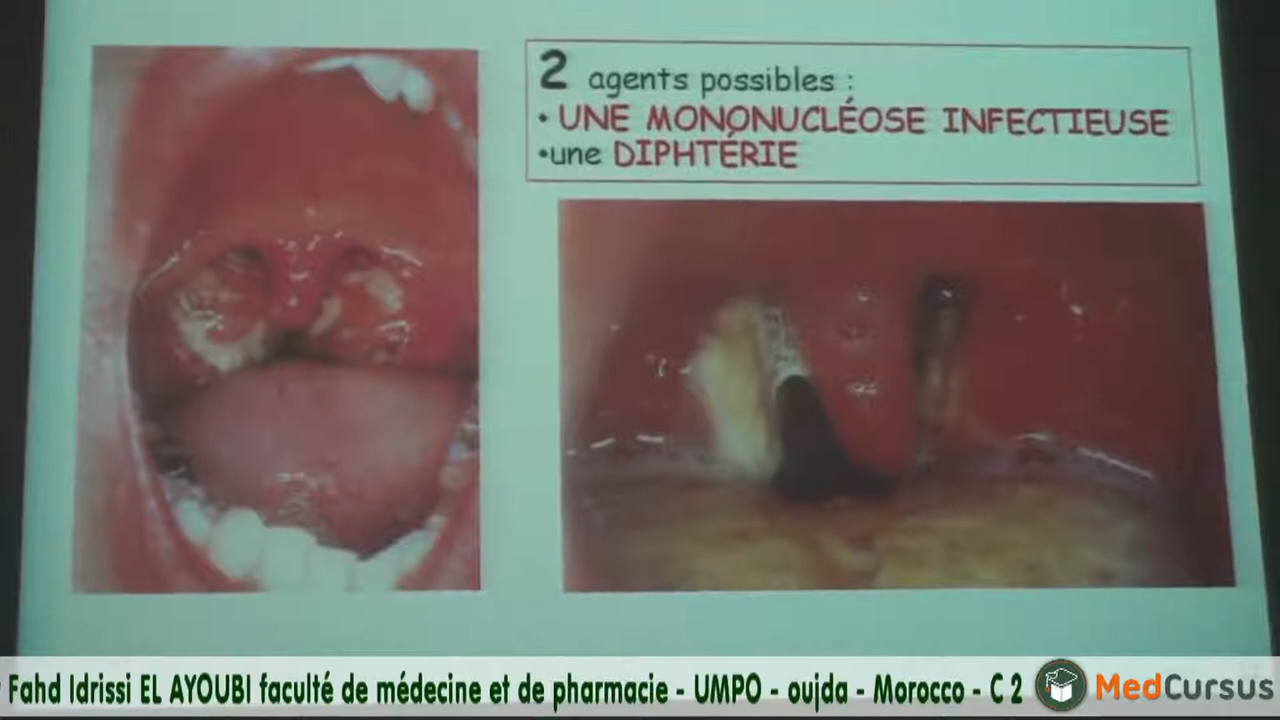 2 agents possibles :
• UNE MONONUCLÉOSE INFECTIEUSE
•une DIPHTÉRIE
Fahd Idrissi EL AYOUBI faculté de médecine et de pharmacie - UMPO - oujda - Morocco - C 2
MedCursus